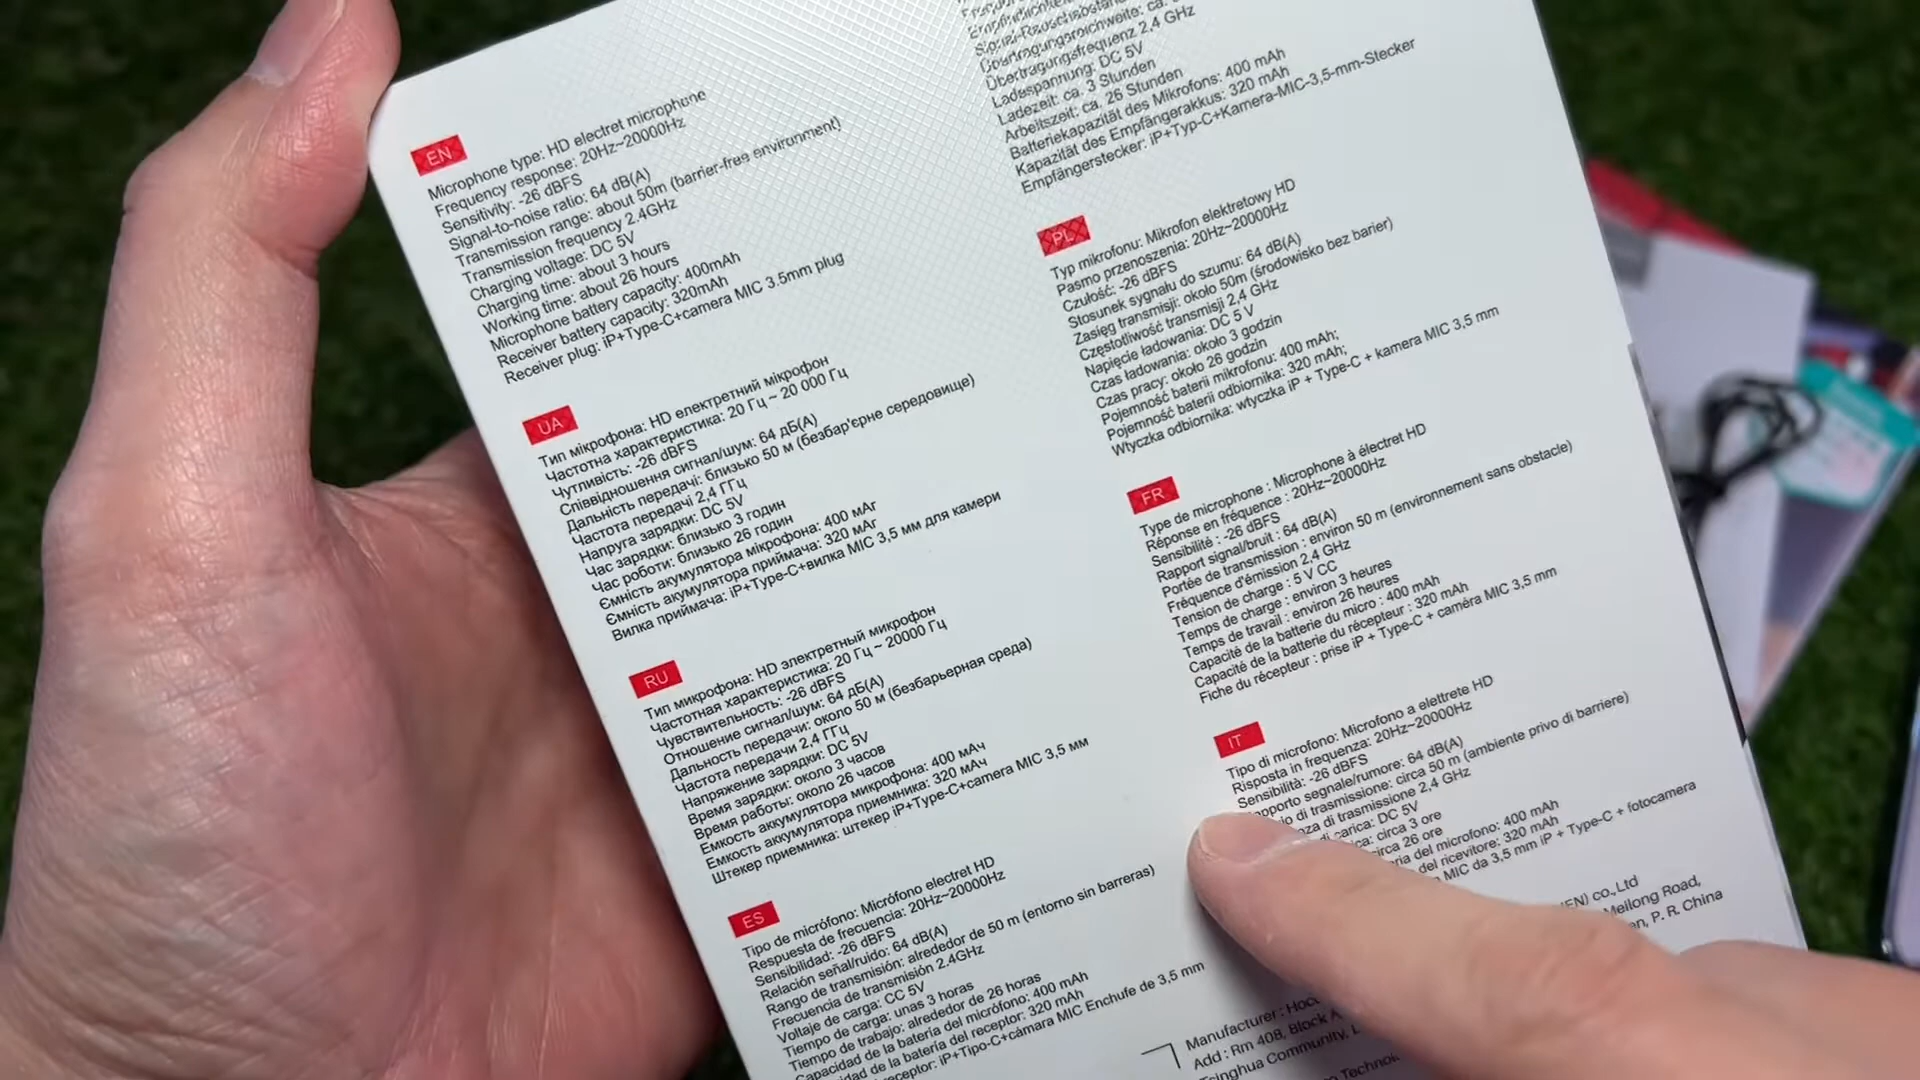 EN
Microphone type: HD electret microphone
Frequency response: 20Hz~20000Hz
Sensitivity: -26 dBFS
Signal-to-noise ratio: 64 dB(A)
Transmission range: about 50m (barrier-free environment)
Transmission frequency 2.4GHz
Charging voltage: DC 5V
Charging time: about 3 hours
Working time: about 26 hours
Microphone battery capacity: 400mAh
Receiver battery capacity: 320mAh
Receiver plug: iP+Type-C+camera MIC 3.5mm plug
UA
Тип мікрофона: HD електретний мікрофон
Частотна характеристика: 20 Гц ~ 20 000 Гц
Чутливість: -26 dBFS
Співвідношення сигнал/шум: 64 дБ(А)
Дальність передачі: близько 50 м (безбар'єрне середовище)
Частота передачі 2,4 ГГц
Напруга зарядки: DC 5V
Час зарядки: близько 3 годин
Час роботи: близько 26 годин
Ємність акумулятора мікрофона: 400 мАг
Ємність акумулятора приймача: 320 мАг
Вилка приймача: iP+Type-C+вилка MIC 3,5 мм для камери
RU
Тип микрофона: HD электретный микрофон
Частотная характеристика: 20 Гц ~ 20000 Гц
Чувствительность: -26 dBFS
Отношение сигнал/шум: 64 дБ(А)
Дальность передачи: около 50 м (безбарьерная среда)
Частота передачи 2,4 ГГц
Напряжение зарядки: DC 5V
Время зарядки: около 3 часов
Время работы: около 26 часов
Емкость аккумулятора микрофона: 400 мАч
Емкость аккумулятора приемника: 320 мАч
Штекер приемника: штекер iP+Type-C+camera MIC 3,5 мм
ES
Tipo de micrófono: Micrófono electret HD
Respuesta de frecuencia: 20Hz~20000Hz
Sensibilidad: -26 dBFS
Relación señal/ruido: 64 dB(A)
Rango de transmisión: alrededor de 50 m (entorno sin barreras)
Frecuencia de transmisión 2.4GHz
Voltaje de carga: CC 5V
Tiempo de carga: unas 3 horas
Tiempo de trabajo: alrededor de 26 horas
Capacidad de la batería del micrófono: 400 mAh
de la batería del receptor: 320 mAh
receptor: iP+Tipo-C+cámara MIC Enchufe de 3,5 mm
Signal-Rauschabstand
Übertragungsreichweite: ca.
Übertragungsfrequenz 2,4 GHz
Ladespannung: DC 5V
Ladezeit: ca. 3 Stunden
Arbeitszeit: ca. 26 Stunden
Batteriekapazität des Mikrofons: 400 mAh
Kapazität des Empfängerakkus: 320 mAh
Empfängerstecker: iP+Typ-C+Kamera-MIC-3,5-mm-Stecker
PL
Typ mikrofonu: Mikrofon elektretowy HD
Pasmo przenoszenia: 20Hz~20000Hz
Czułość: -26 dBFS
Stosunek sygnału do szumu: 64 dB(A)
Zasięg transmisji: około 50m (środowisko bez barier)
Częstotliwość transmisji 2,4 GHz
Napięcie ładowania: DC 5 V
Czas ładowania: około 3 godzin
Czas pracy: około 26 godzin
Pojemność baterii mikrofonu: 400 mAh;
Pojemność baterii odbiornika: 320 mAh;
Wtyczka odbiornika: wtyczka iP + Type-C + kamera MIC 3,5 mm
FR
Type de microphone : Microphone à électret HD
Réponse en fréquence : 20Hz~20000Hz
Sensibilité : -26 dBFS
Rapport signal/bruit : 64 dB(A)
Portée de transmission : environ 50 m (environnement sans obstacle)
Fréquence d'émission 2,4 GHz
Tension de charge : 5 V CC
Temps de charge : environ 3 heures
Temps de travail : environ 26 heures
Capacité de la batterie du micro : 400 mAh
Capacité de la batterie du récepteur : 320 mAh
Fiche du récepteur : prise iP + Type-C + caméra MIC 3,5 mm
IT
Tipo di microfono: Microfono a elettrete HD
Risposta in frequenza: 20Hz~20000Hz
Sensibilità: -26 dBFS
segnale/rumore: 64 dB(A)
di trasmissione: circa 50 m (ambiente privo di barriere)
di trasmissione 2.4 GHz
di carica: DC 5V
circa 3 ore
circa 26 ore
del microfono: 400 mAh
del ricevitore: 320 mAh
MIC da 3,5 mm iP + Type-C + fotocamera
co.,Ltd
Meilong Road,
P. R. China
Manufacturer : Hoco
Add : Rm 408, Block A
Tsinghua Community,